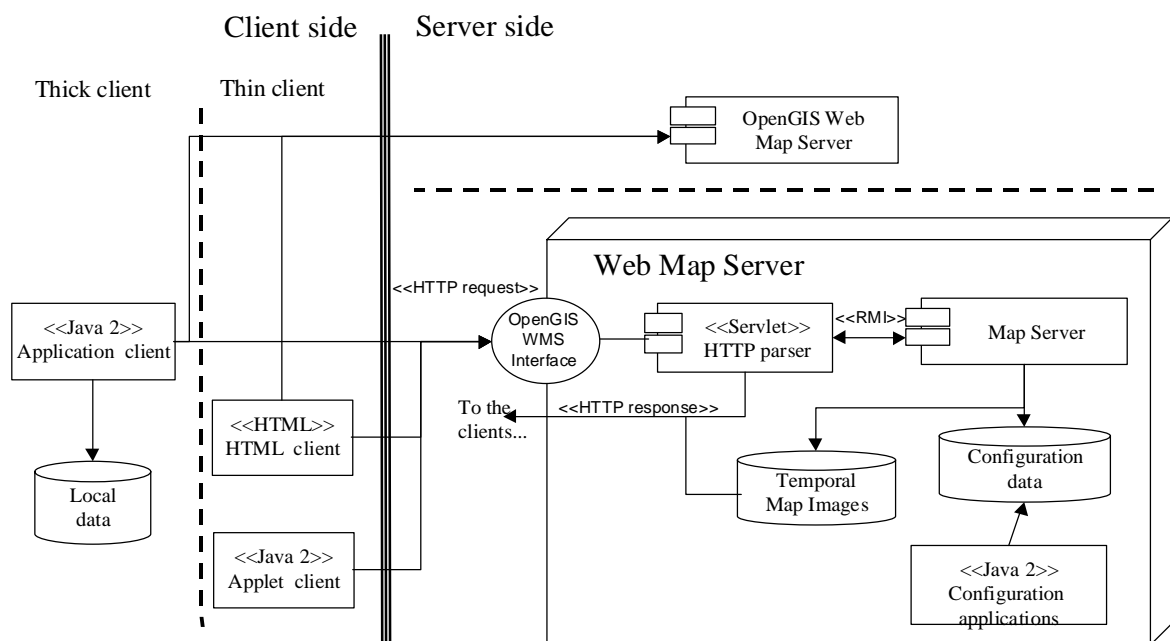 Client side
Server side
Thick client
Thin client
OpenGIS Web
Map Server
Web Map Server
<<HTTP request>>
<<Java 2>>
Application client
OpenGIS
WMS
Interface
<<Servlet>>
HTTP parser
<<RMI>>
Map Server
To the
clients...
<<HTTP response>>
<<HTML>>
HTML client
Local
data
Temporal
Map Images
Configuration
data
<<Java 2>>
Applet client
<<Java 2>>
Configuration
applications